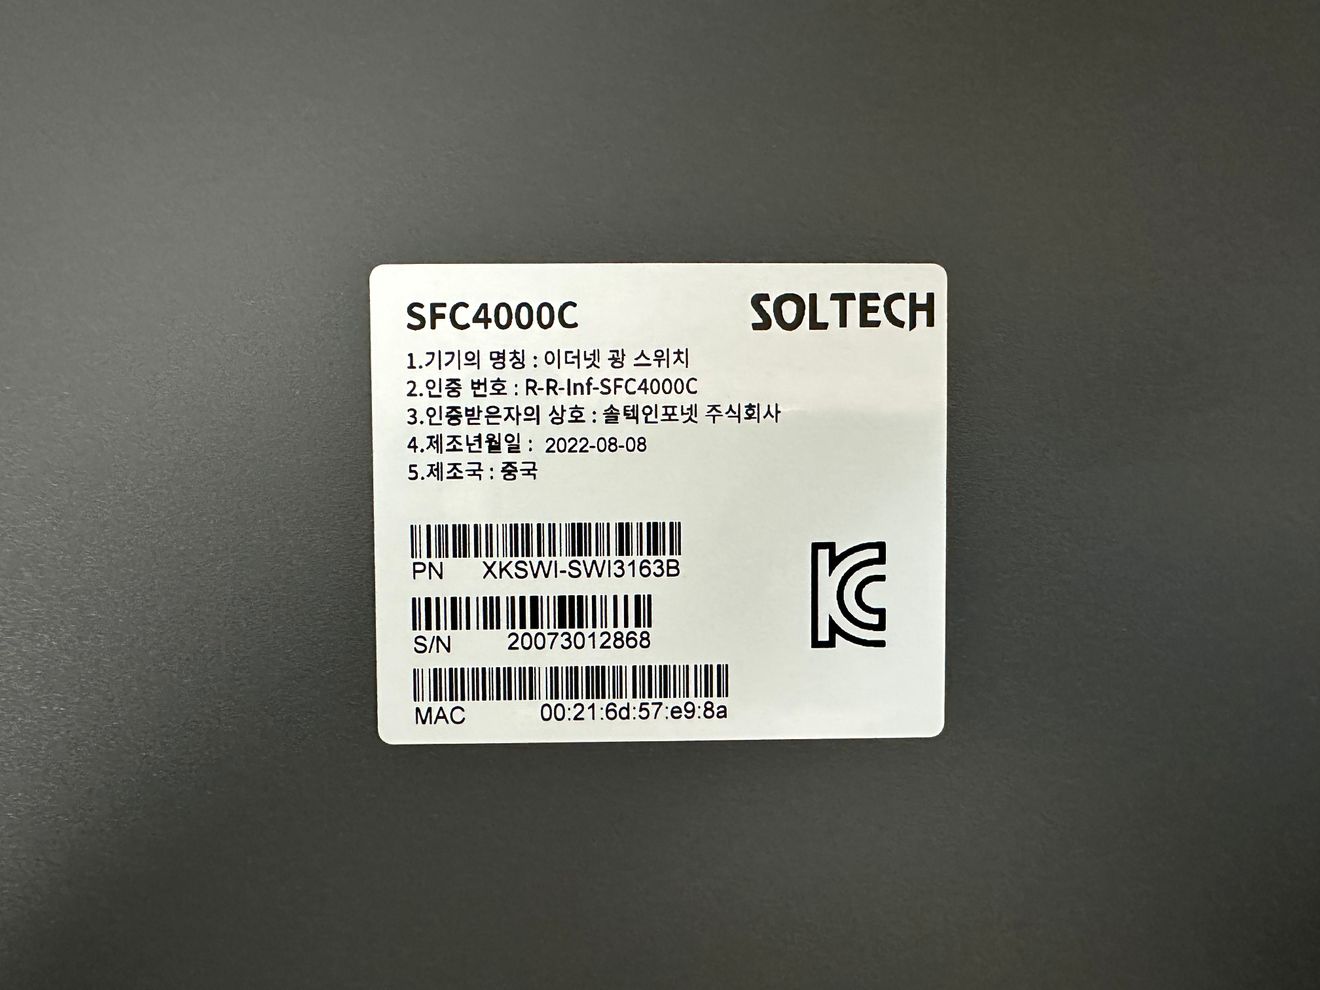 SFC4000C
SOLTECH
1.기기의 명칭 : 이더넷 광 스위치
2.인증 번호 : R-R-Inf-SFC4000C
3.인증받은자의 상호 : 솔텍인포넷 주식회사
4.제조년월일 : 2022-08-08
5.제조국 : 중국
PN XKSWI-SWI3163B
S/N 20073012868
MAC 00:21:6d:57:e9:8a
KC